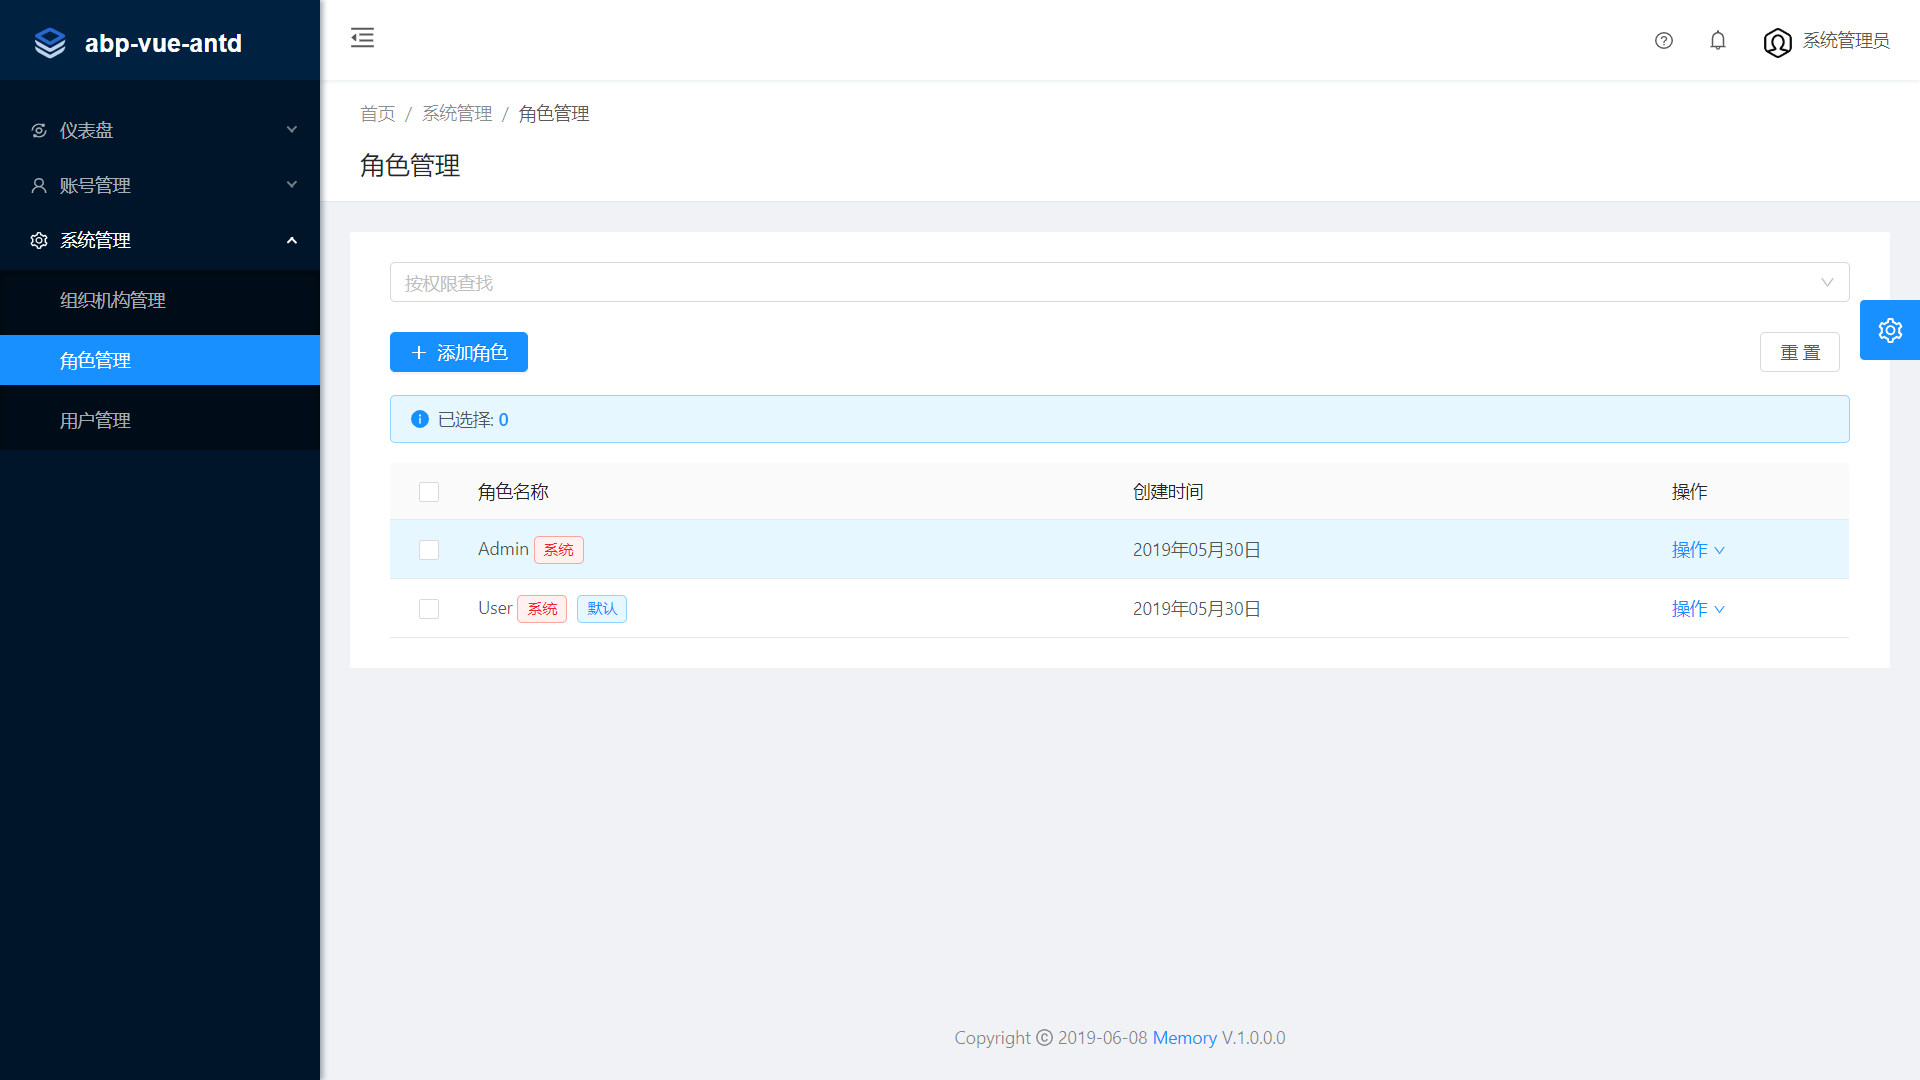 abp-vue-antd
系统管理员
仪表盘
账号管理
系统管理
组织机构管理
角色管理
用户管理
首页 / 系统管理 / 角色管理
角色管理
按权限查找
添加角色
重 置
已选择: 0
角色名称 创建时间 操作
Admin 系统 2019年05月30日 操作
User 系统 默认 2019年05月30日 操作
Copyright © 2019-06-08 Memory V.1.0.0.0